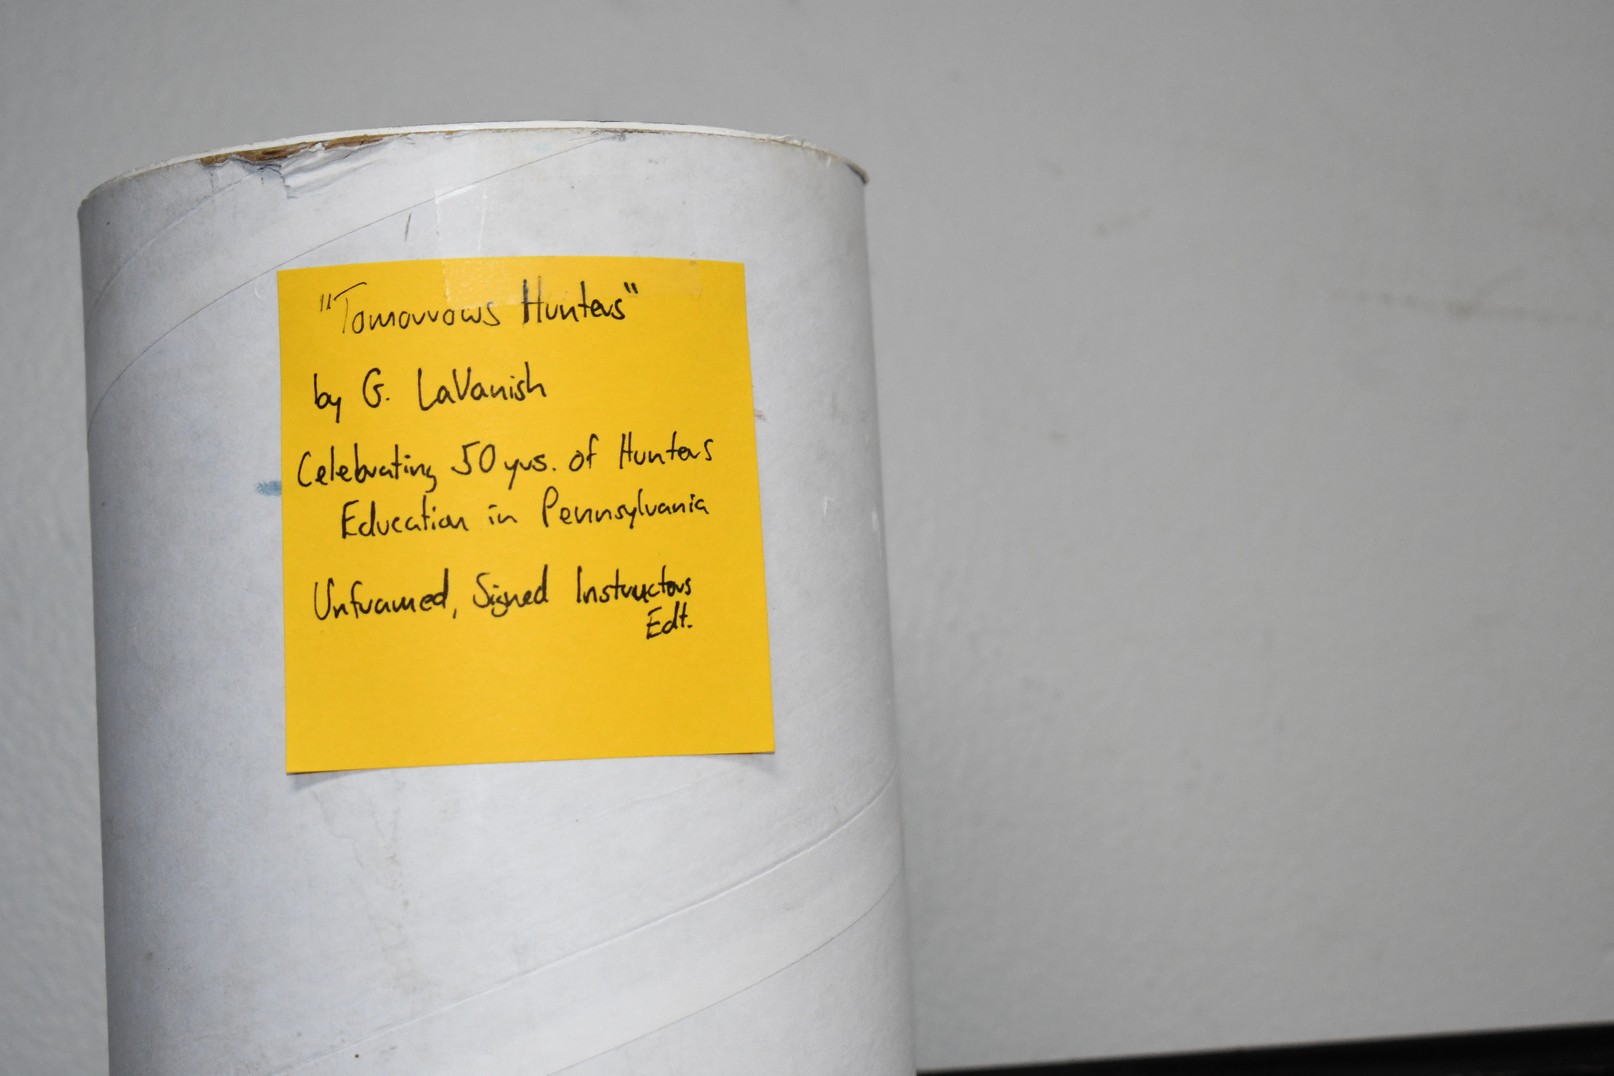 "Tomorrows Hunters"
by G. LaVanish
Celebrating 50 yrs. of Hunters
Education in Pennsylvania
Unframed, Signed Instructors
Edt.